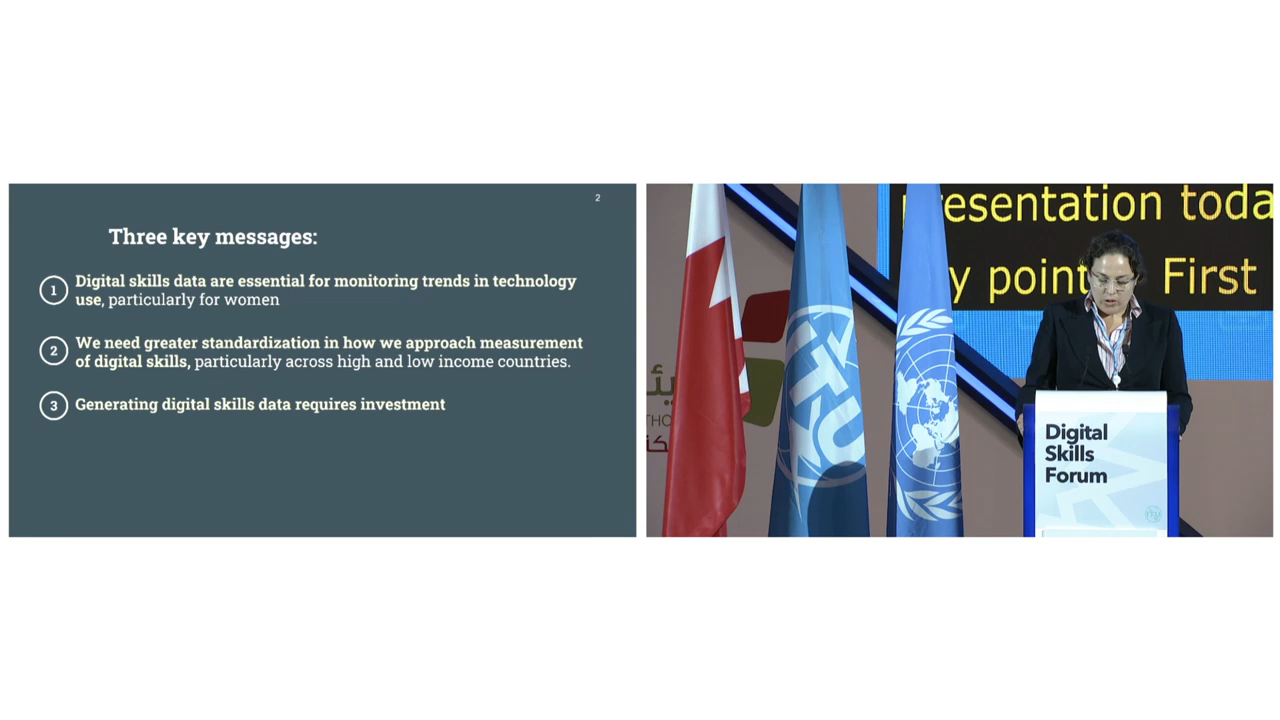 2
Three key messages:
1
Digital skills data are essential for monitoring trends in technology
use, particularly for women
2
We need greater standardization in how we approach measurement
of digital skills, particularly across high and low income countries.
3
Generating digital skills data requires investment
presentation toda
y point
First
ITU
Digital
Skills
Forum